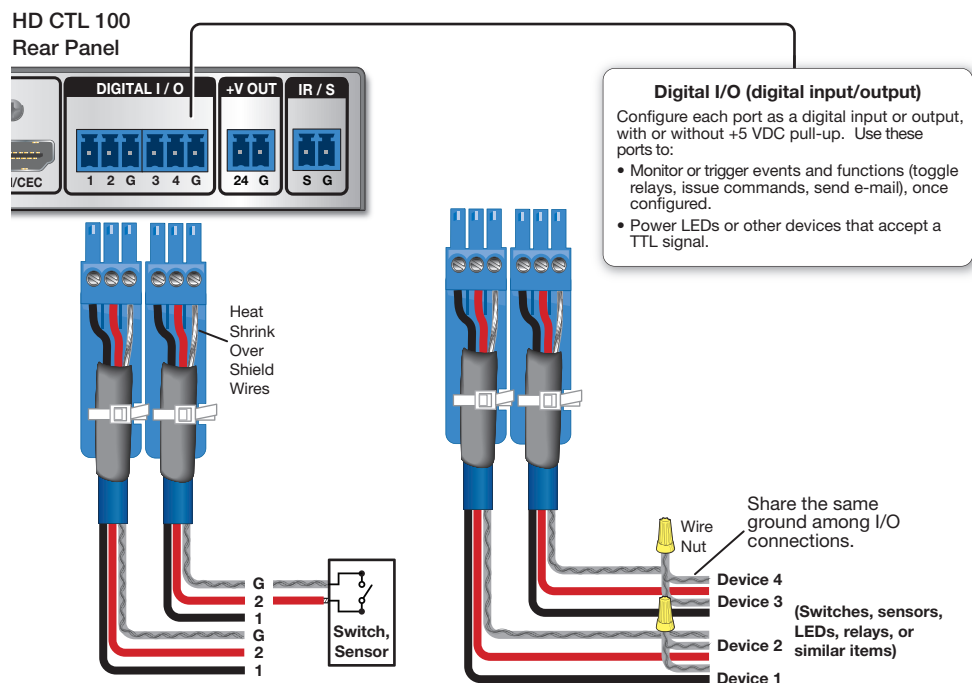 HD CTL 100
Rear Panel
DIGITAL I / O
+V OUT
IR / S
I/CEC
1 2 G 3 4 G
24 G
S G
Digital I/O (digital input/output)
Configure each port as a digital input or output,
with or without +5 VDC pull-up. Use these
ports to:
• Monitor or trigger events and functions (toggle
relays, issue commands, send e-mail), once
configured.
• Power LEDs or other devices that accept a
TTL signal.
Heat
Shrink
Over
Shield
Wires
G
2
1
G
2
1
Switch,
Sensor
Wire
Nut
Share the same
ground among I/O
connections.
Device 4
Device 3
Device 2
Device 1
(Switches, sensors,
LEDs, relays, or
similar items)